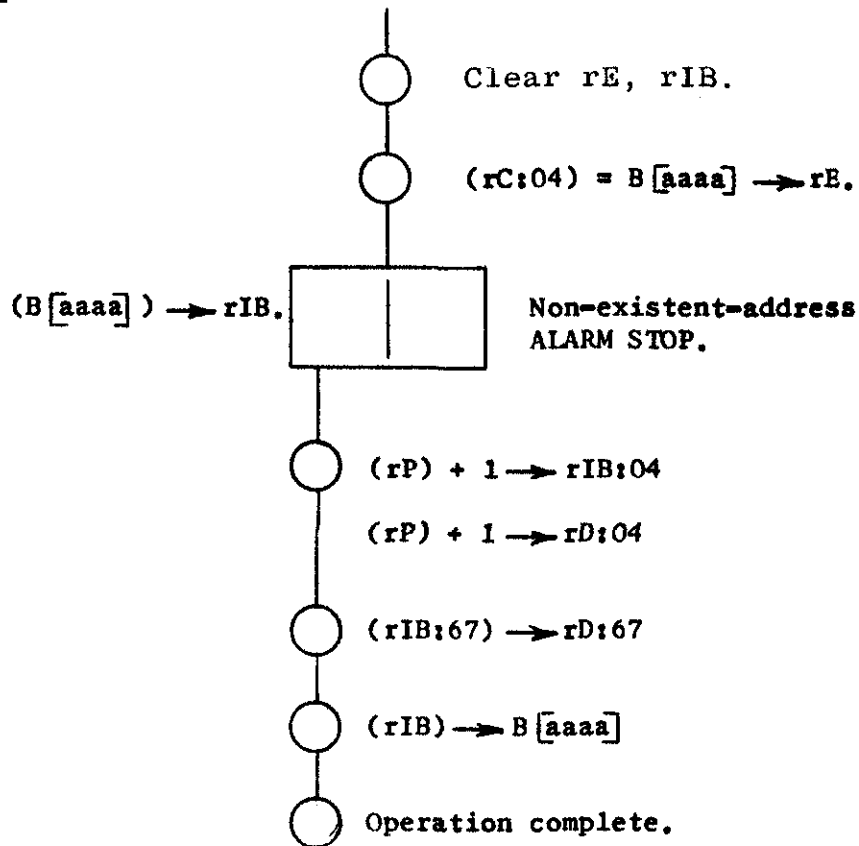 Clear rE, rIB.
(rC:04) = B[aaaa] → rE.
(B[aaaa]) → rIB.
Non-existent-address
ALARM STOP.
(rP) + 1 → rIB:04
(rP) + 1 → rD:04
(rIB:67) → rD:67
(rIB) → B[aaaa]
Operation complete.